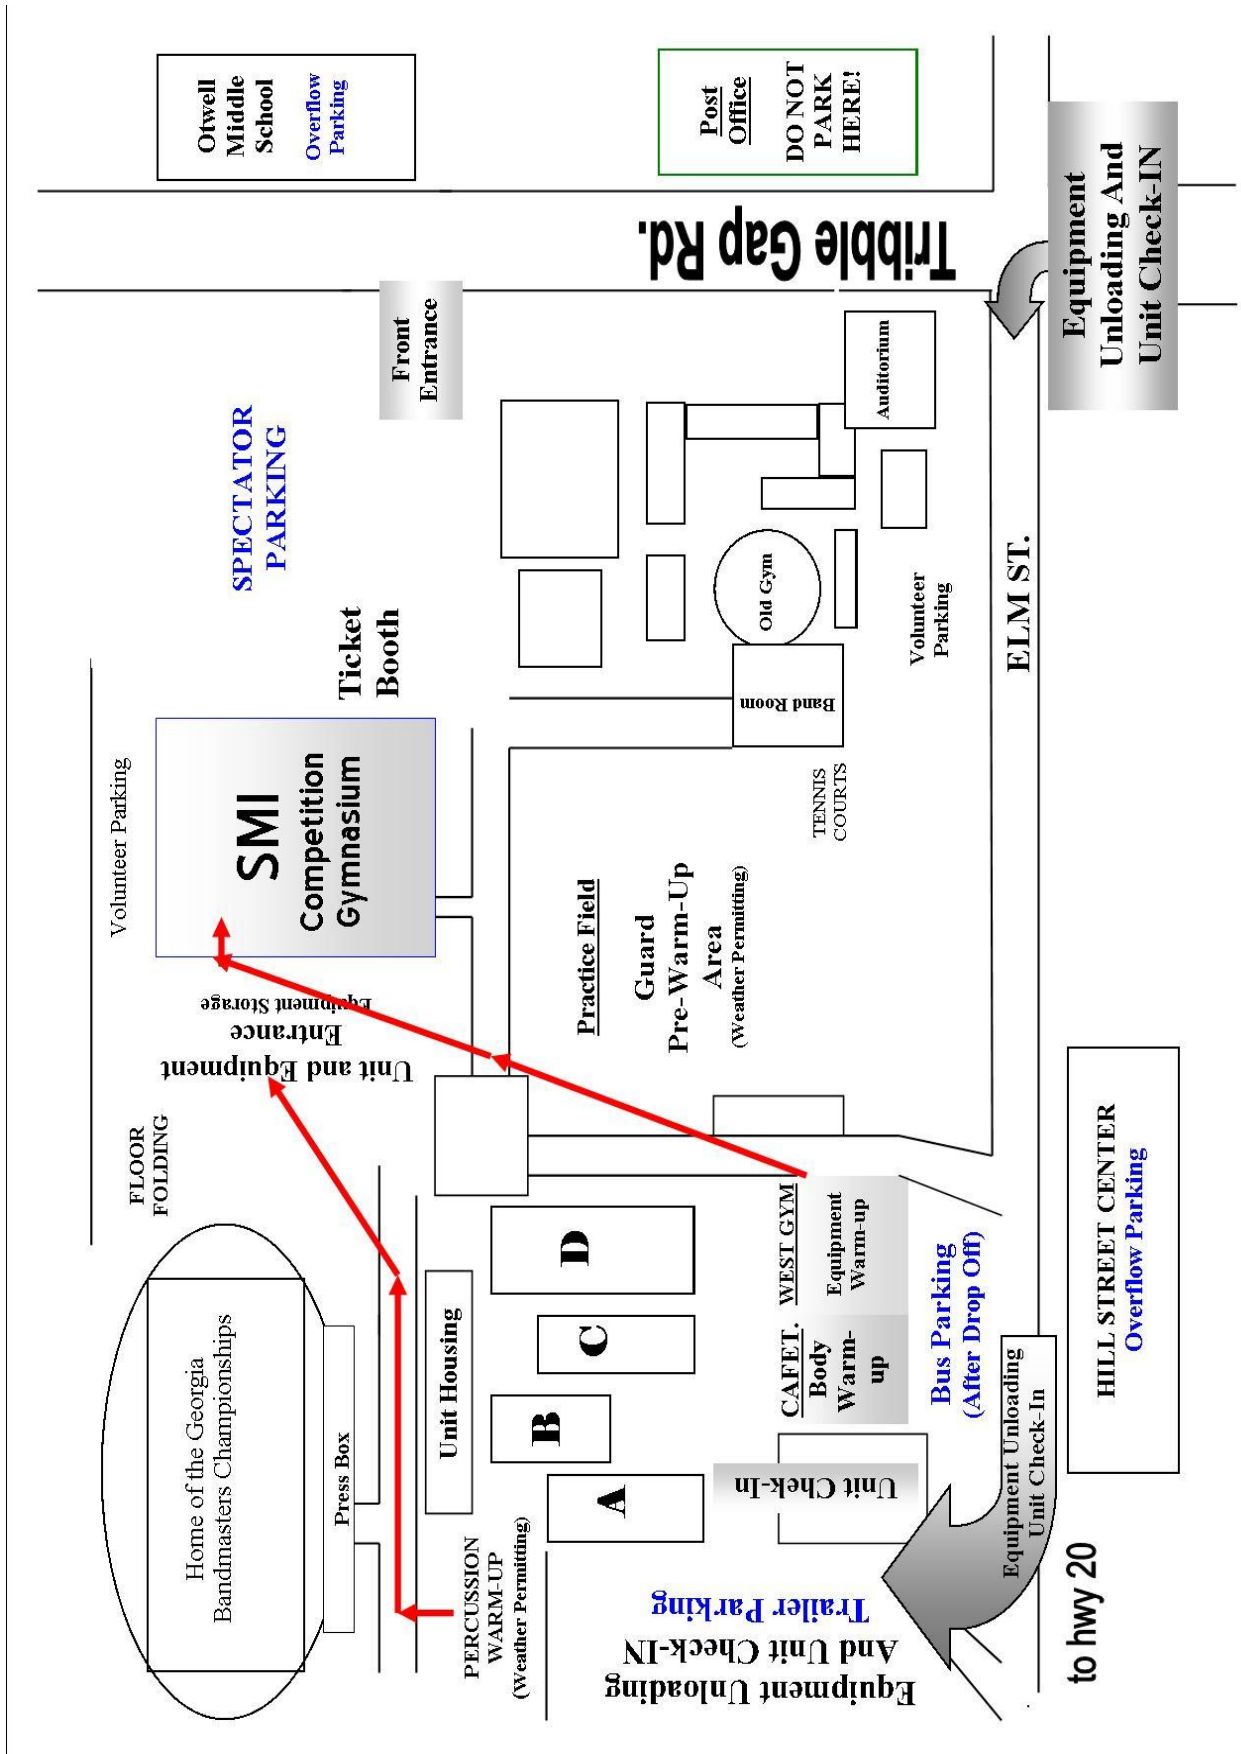 Otwell
Middle
School
Overflow
Parking
Post
Office
DO NOT
PARK
HERE!
Tribble Gap Rd.
Equipment
Unloading And
Unit Check-IN
Front
Entrance
SPECTATOR
PARKING
Auditorium
Old Gym
Band Room
Volunteer
Parking
ELM ST.
Ticket
Booth
Volunteer Parking
SMI
Competition
Gymnasium
TENNIS
COURTS
Practice Field
Guard
Pre-Warm-Up
Area
(Weather Permitting)
Unit and Equipment
Entrance
Equipment Storage
FLOOR
FOLDING
Home of the Georgia
Bandmasters Championships
Press Box
Unit Housing
PERCUSSION
WARM-UP
(Weather Permitting)
A
B
C
D
WEST GYM
Equipment
Warm-up
CAFET.
Body
Warm-
up
Bus Parking
(After Drop Off)
Unit Chek-In
Equipment Unloading
Unit Check-In
Equipment Unloading
And Unit Check-IN
Trailer Parking
HILL STREET CENTER
Overflow Parking
to hwy 20